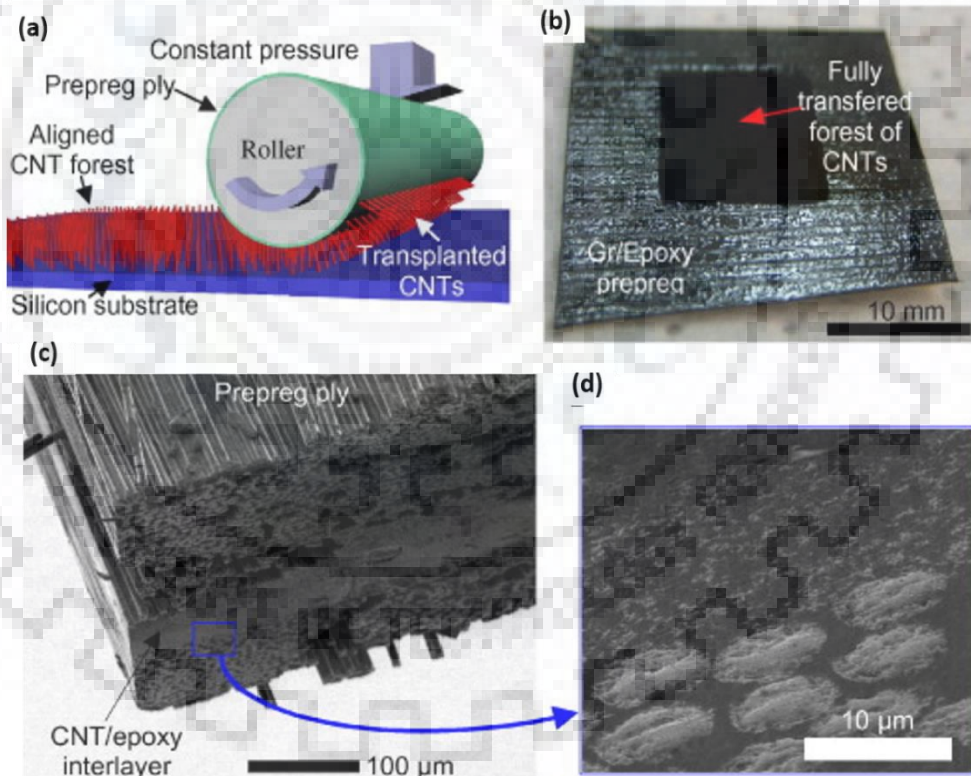 (a)
Constant pressure
Prepreg ply
Aligned
CNT forest
Roller
Transplanted
CNTs
Silicon substrate
(b)
Fully
transfered
forest of
CNTs
Gr/Epoxy
prepreg
10 mm
(c)
Prepreg ply
CNT/epoxy
interlayer
100 µm
(d)
10 µm